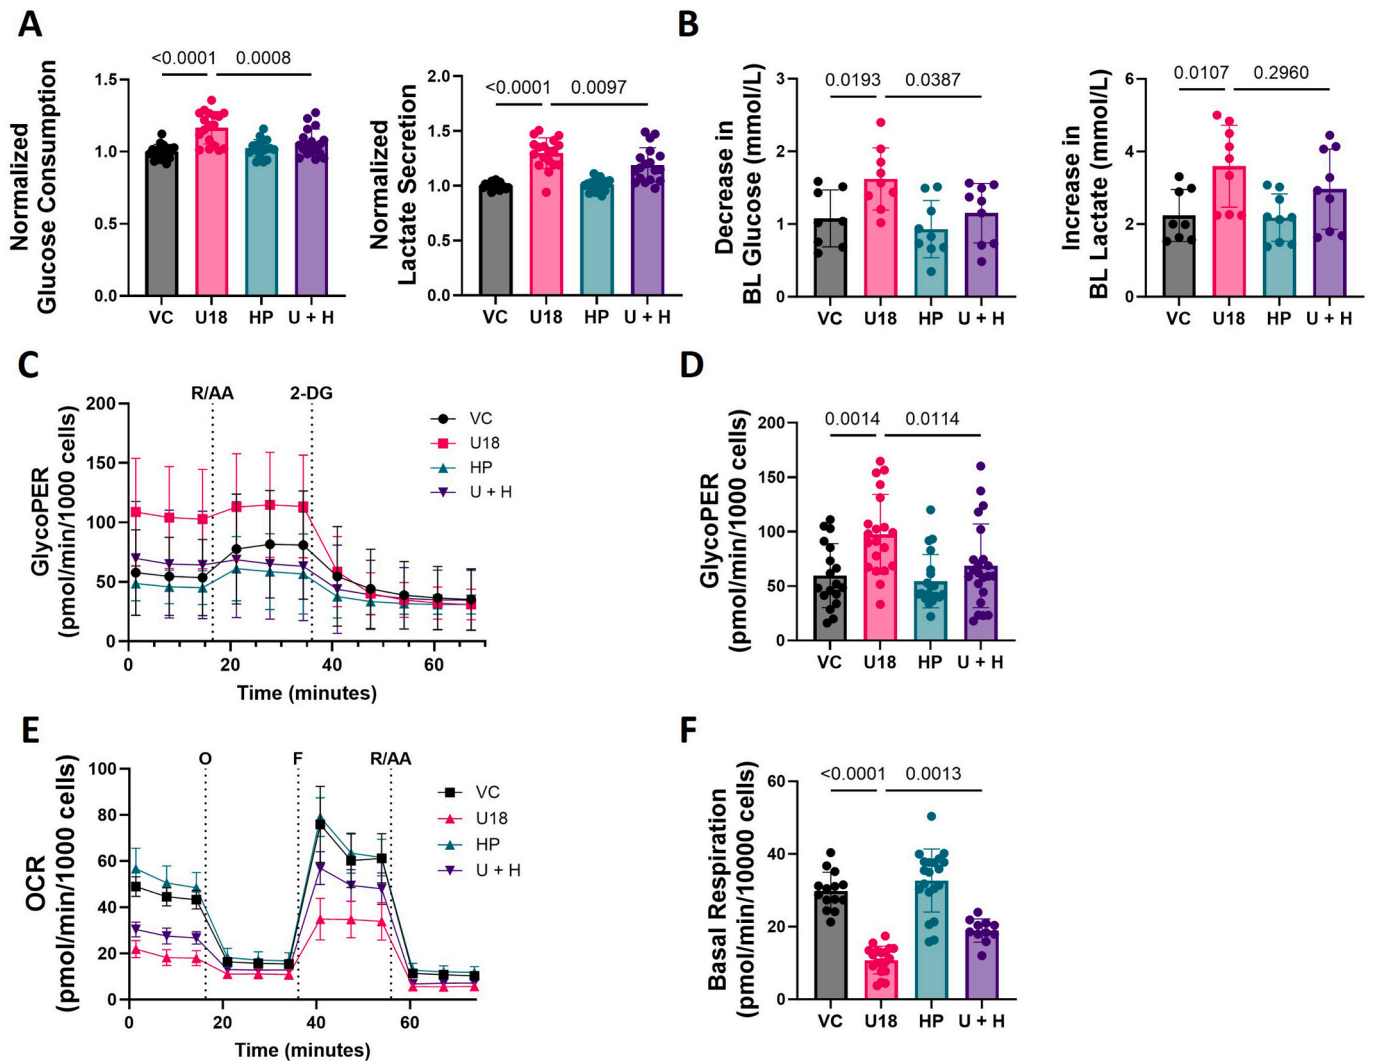 A
<0.0001 0.0008
Normalized
Glucose Consumption
1.5
1.0
0.5
0.0
VC U18 HP U + H
<0.0001 0.0097
Normalized
Lactate Secretion
2.0
1.5
1.0
0.5
0.0
VC U18 HP U + H
B
0.0193 0.0387
Decrease in
BL Glucose (mmol/L)
3
2
1
0
VC U18 HP U + H
0.0107 0.2960
Increase in
BL Lactate (mmol/L)
6
4
2
0
VC U18 HP U + H
C
R/AA 2-DG
GlycoPER
(pmol/min/1000 cells)
200
150
100
50
0
0 20 40 60
Time (minutes)
VC
U18
HP
U + H
D
0.0014 0.0114
GlycoPER
(pmol/min/1000 cells)
200
150
100
50
0
VC U18 HP U + H
E
O F R/AA
OCR
(pmol/min/1000 cells)
100
80
60
40
20
0
0 20 40 60
Time (minutes)
VC
U18
HP
U + H
F
<0.0001 0.0013
Basal Respiration
(pmol/min/10000 cells)
60
40
20
0
VC U18 HP U + H